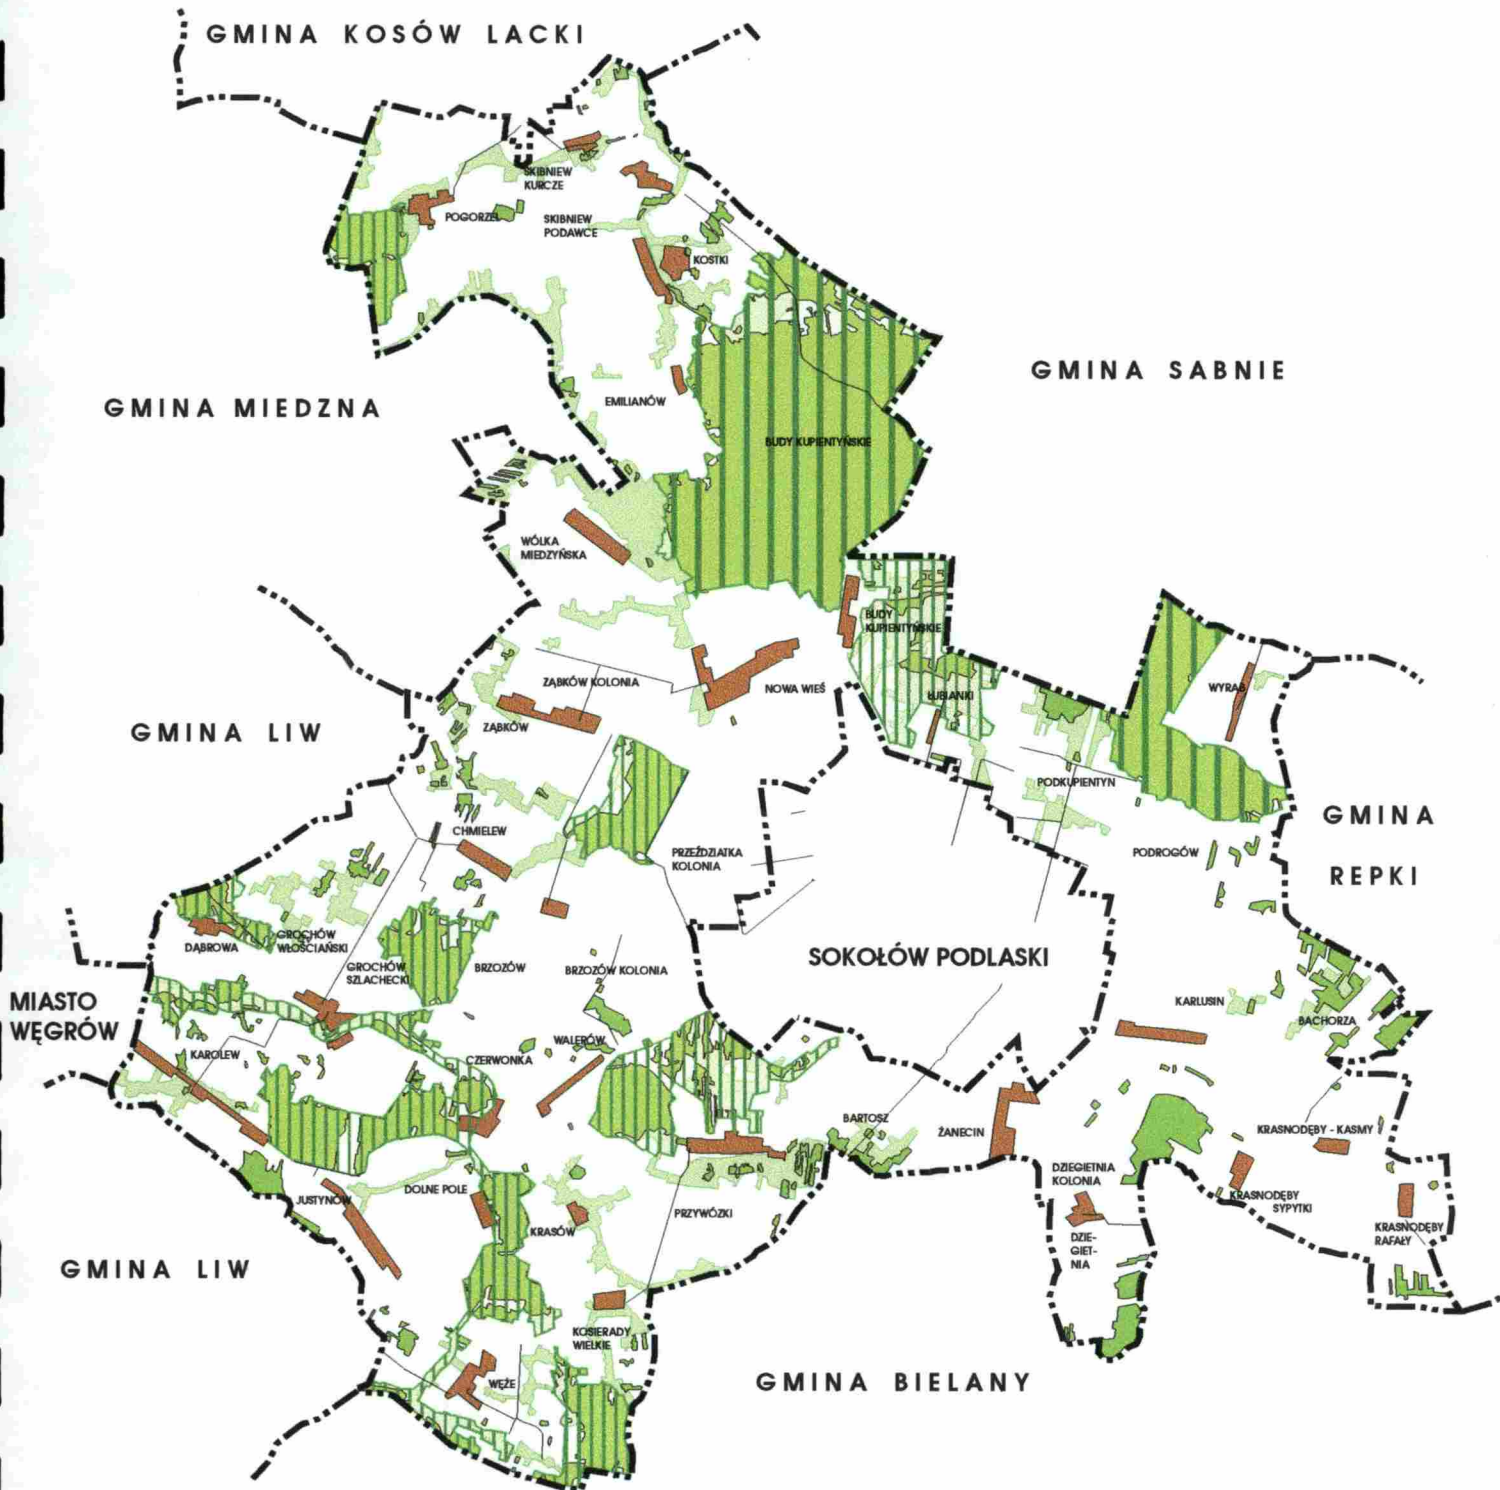 GMINA KOSÓW LACKI
SKIBNIEW
KURCZE
POGORZEL
SKIBNIEW
PODAWCE
KOSTKI
GMINA SABNIE
GMINA MIEDZNA
EMILIANÓW
BUDY KUPIENTYŃSKIE
WÓLKA
MIEDZYŃSKA
BUDY
KUPIENTYŃSKIE
ZĄBKÓW KOLONIA
NOWA WIEŚ
ŁUBIANKI
WYRĄB
ZĄBKÓW
GMINA LIW
PODKUPIENTYN
GMINA
REPKI
CHMIELEW
PRZEŹDZIATKA
KOLONIA
PODROGÓW
DĄBROWA
GROCHÓW
WŁOŚCIAŃSKI
GROCHÓW
SZLACHECKI
BRZOZÓW
BRZOZÓW KOLONIA
SOKOŁÓW PODLASKI
MIASTO
WĘGRÓW
KARLUSIN
BACHORZA
KAROLEW
CZERWONKA
WALERÓW
BARTOSZ
ŻANECIN
KRASNODĘBY - KASMY
DZIEGIETNIA
KOLONIA
JUSTYNÓW
DOLNE POLE
KRASÓW
PRZYWÓZKI
KRASNODĘBY
SYPYTKI
KRASNODĘBY
RAFAŁY
DZIE-
GIET-
NIA
GMINA LIW
KOSIERADY
WIELKIE
WĘŻE
GMINA BIELANY